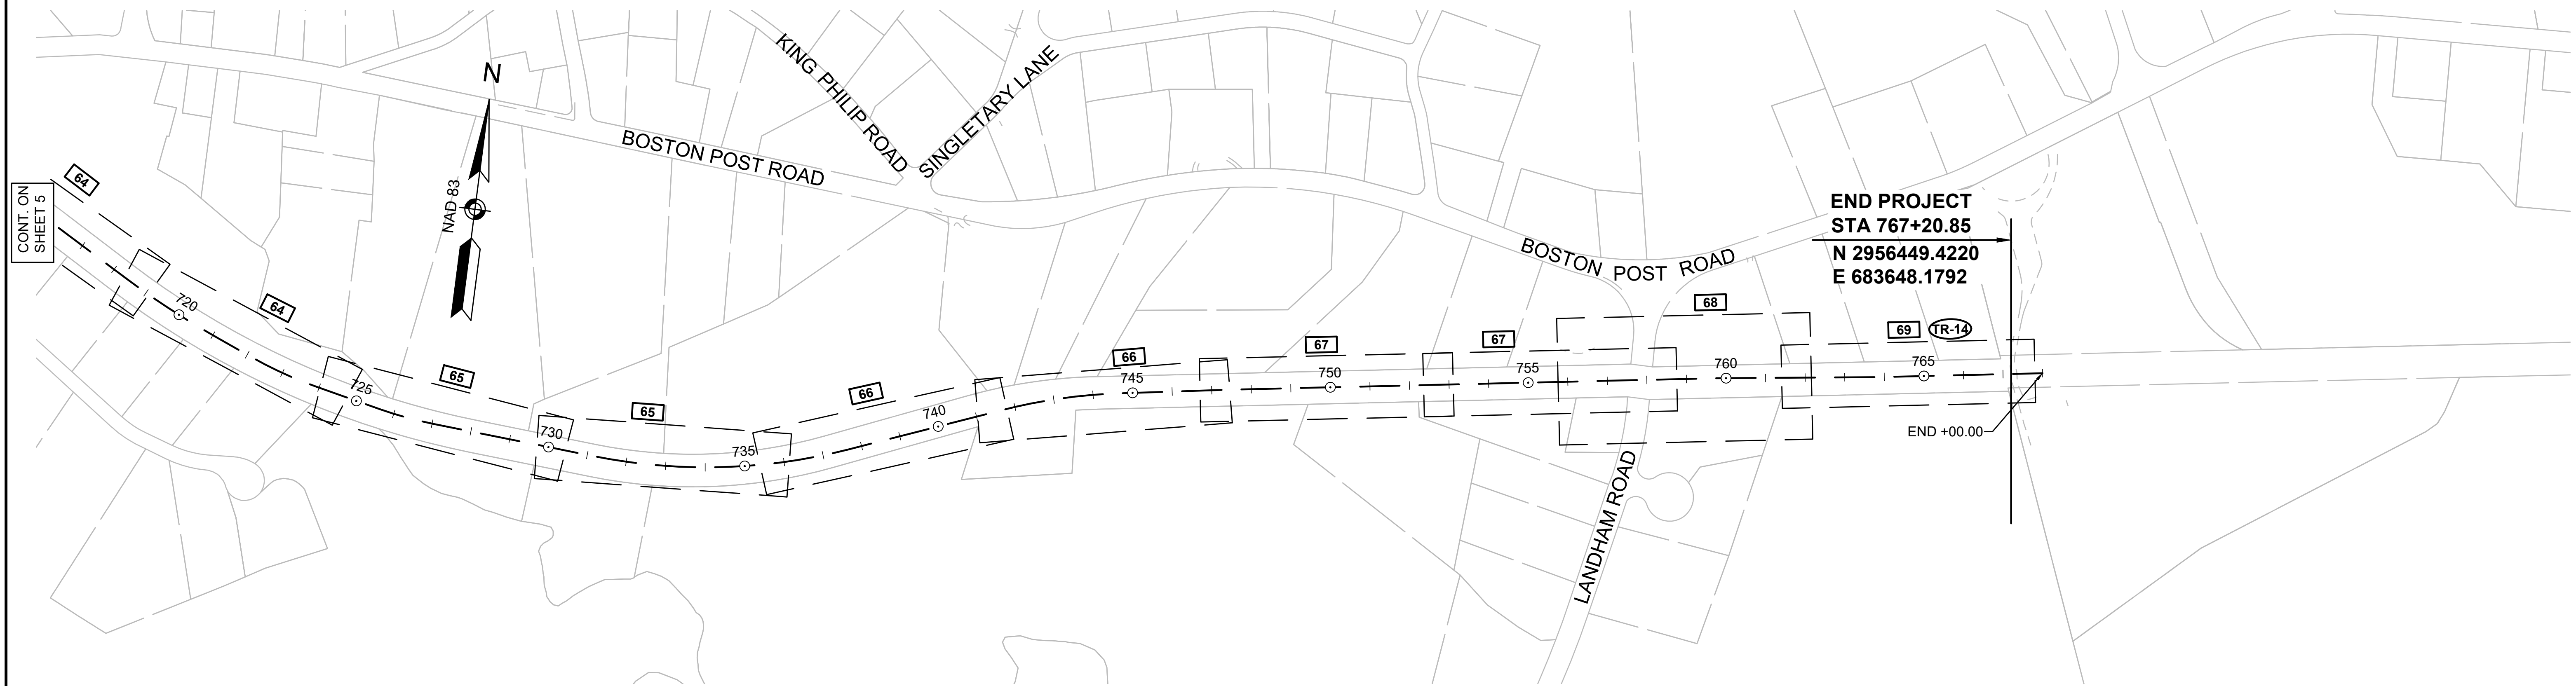 CONT. ON
SHEET 5
64
720
64
725
N
NAD 83
65
730
65
735
66
740
BOSTON POST ROAD
KING PHILIP ROAD
SINGLETARY LANE
66
745
67
750
67
755
BOSTON POST ROAD
68
760
LANDHAM ROAD
END PROJECT
STA 767+20.85
N 2956449.4220
E 683648.1792
69
TR-14
765
END +00.00